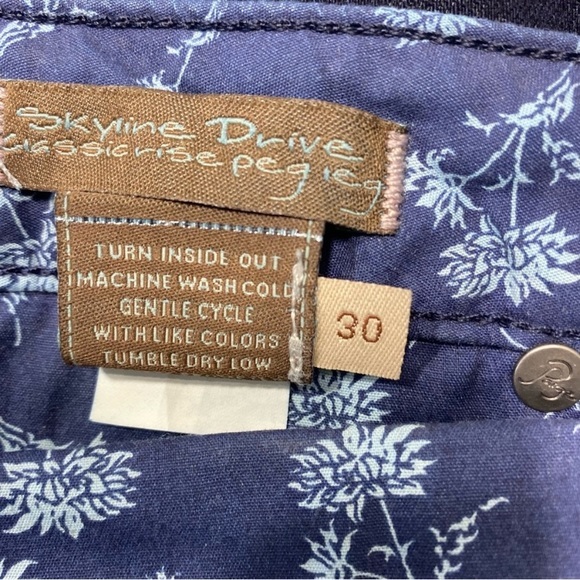 Skyline Drive
classic rise peg leg
TURN INSIDE OUT
MACHINE WASH COLD
GENTLE CYCLE
WITH LIKE COLORS
TUMBLE DRY LOW
30